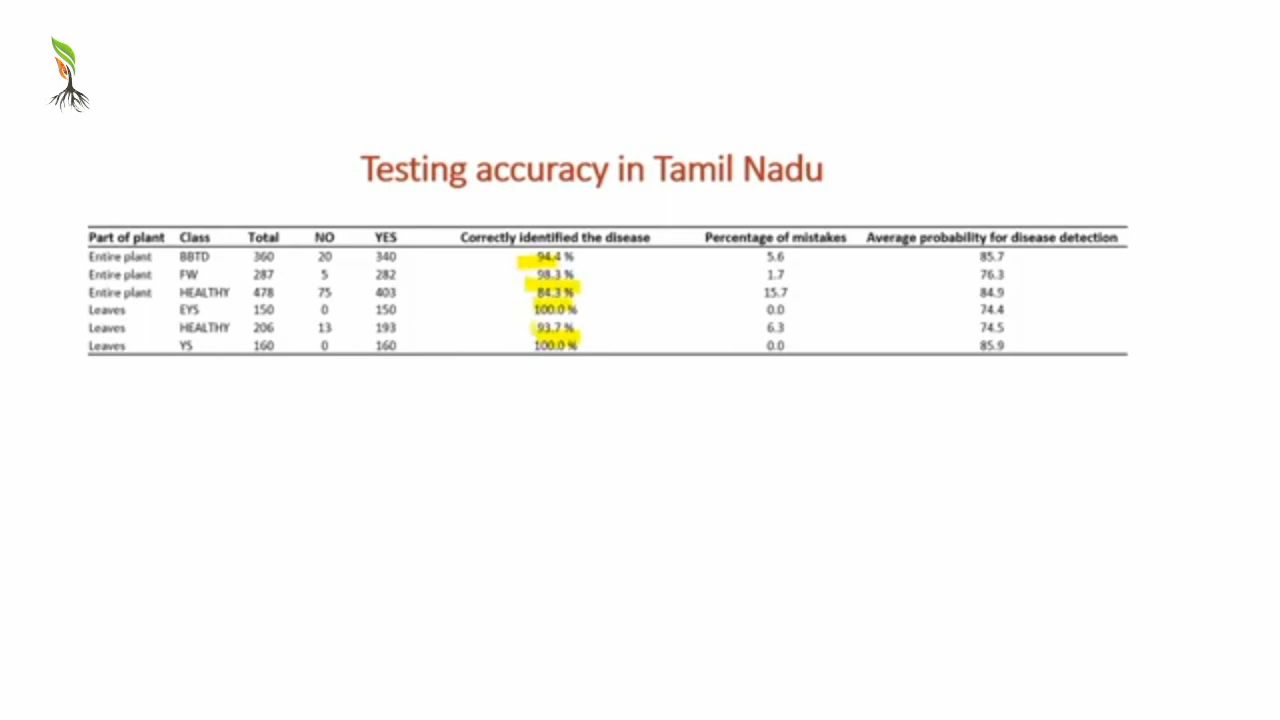 Testing accuracy in Tamil Nadu
Part of plant Class Total NO YES Correctly identified the disease Percentage of mistakes Average probability for disease detection
Entire plant BBTD 360 20 340 94.4 % 5.6 85.7
Entire plant FW 287 5 282 98.3 % 1.7 76.3
Entire plant HEALTHY 478 75 403 84.3 % 15.7 84.9
Leaves EYS 150 0 150 100.0 % 0.0 74.4
Leaves HEALTHY 206 13 193 93.7 % 6.3 74.5
Leaves YS 160 0 160 100.0 % 0.0 85.9